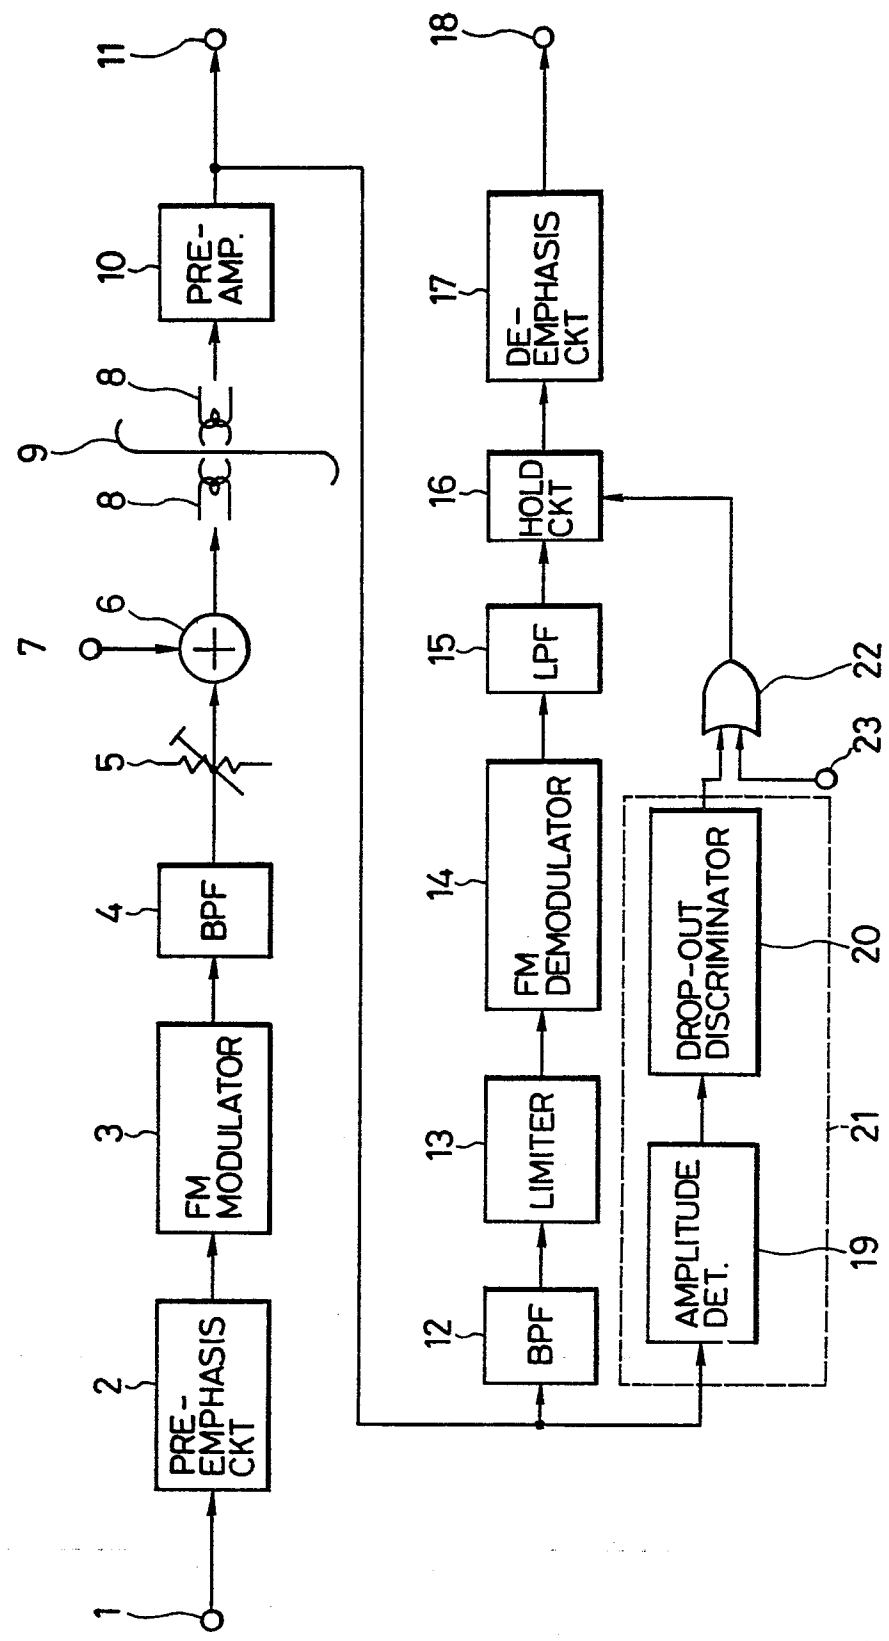 1
2
PRE-
EMPHASIS
CKT
3
FM
MODULATOR
4
BPF
5
6
7
8
9
8
10
PRE-
AMP.
11
12
BPF
13
LIMITER
14
FM
DEMODULATOR
15
LPF
16
HOLD
CKT
17
DE-
EMPHASIS
CKT
18
AMPLITUDE
DET.
19
DROP-OUT
DISCRIMINATOR
20
21
22
23